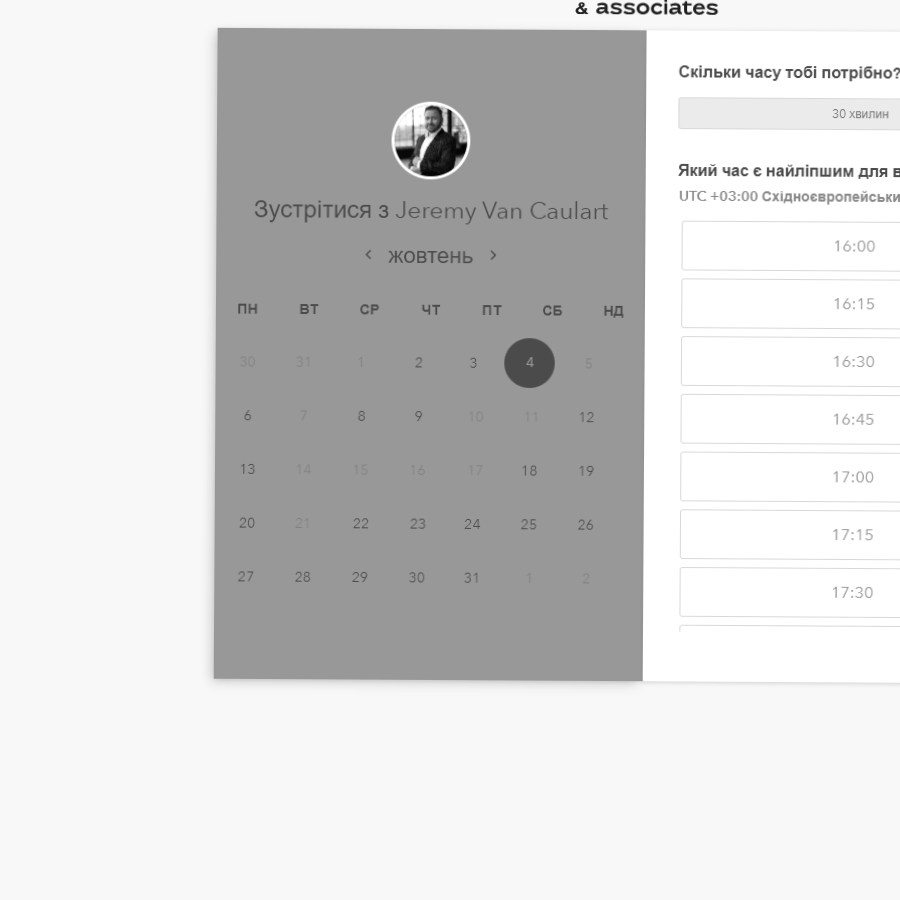 & associates
Зустрітися з Jeremy Van Caulart
жовтень
ПН ВТ СР ЧТ ПТ СБ НД
30 31 1 2 3 4 5
6 7 8 9 10 11 12
13 14 15 16 17 18 19
20 21 22 23 24 25 26
27 28 29 30 31 1 2
Скільки часу тобі потрібно?
30 хвилин
Який час є найліпшим для в
UTC +03:00 Східноєвропейськи
16:00
16:15
16:30
16:45
17:00
17:15
17:30